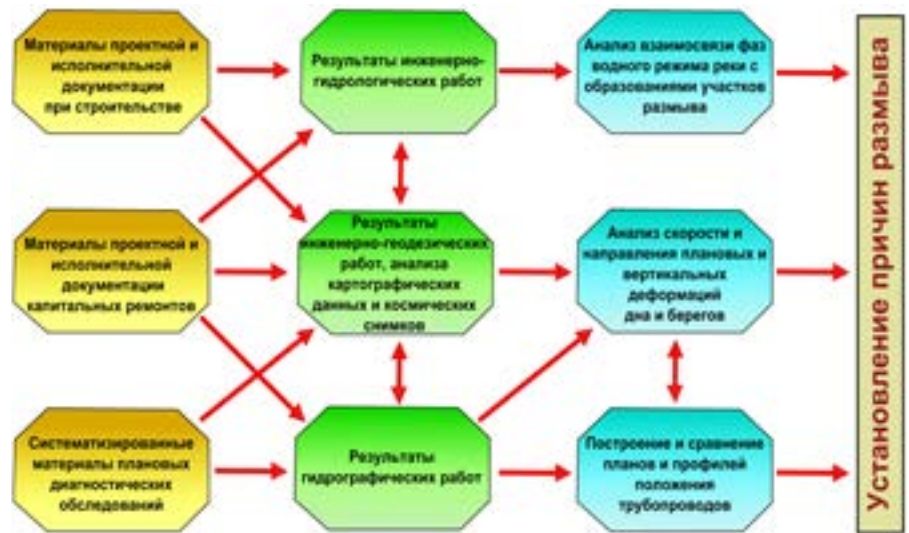 Материалы проектной и
исполнительной
документации
при строительстве
Результаты инженерно-
гидрологических работ
Анализ взаимосвязи фаз
водного режима реки с
образованиями участков
размыва
Материалы проектной и
исполнительной
документации
капитальных ремонтов
Результаты
инженерно-геодезических
работ, анализа
картографических
данных и космических
снимков
Анализ скорости и
направления плановых и
вертикальных
деформаций
дна и берегов
Систематизированные
материалы плановых
диагностических
обследований
Результаты
гидрографических работ
Построение и сравнение
планов и профилей
положения
трубопроводов
Установление причин размыва